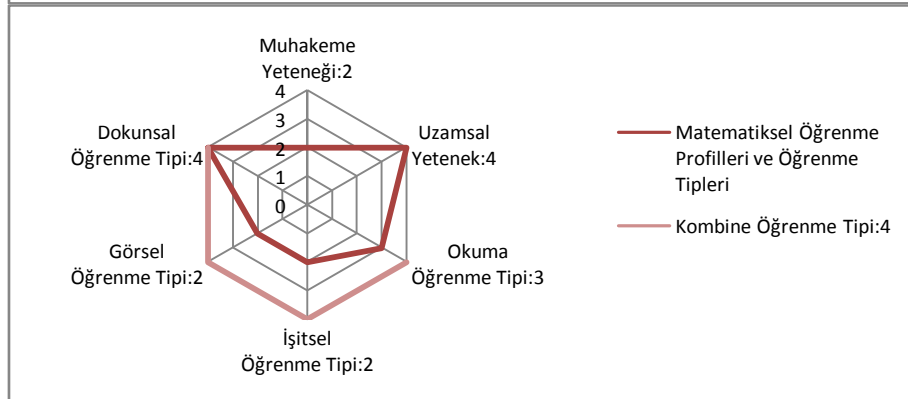 Muhakeme
Yeteneği:2
Uzamsal
Yetenek:4
Okuma
Öğrenme Tipi:3
İşitsel
Öğrenme Tipi:2
Görsel
Öğrenme Tipi:2
Dokunsal
Öğrenme Tipi:4
4
3
2
1
0
Matematiksel Öğrenme
Profilleri ve Öğrenme
Tipleri
Kombine Öğrenme Tipi:4